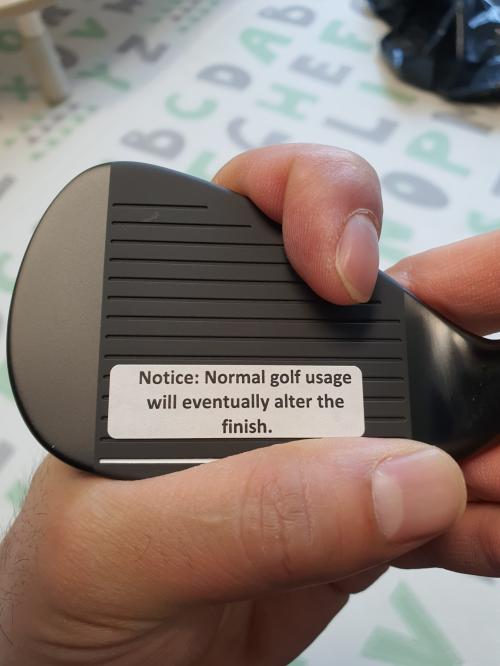 Notice: Normal golf usage
will eventually alter the
finish.